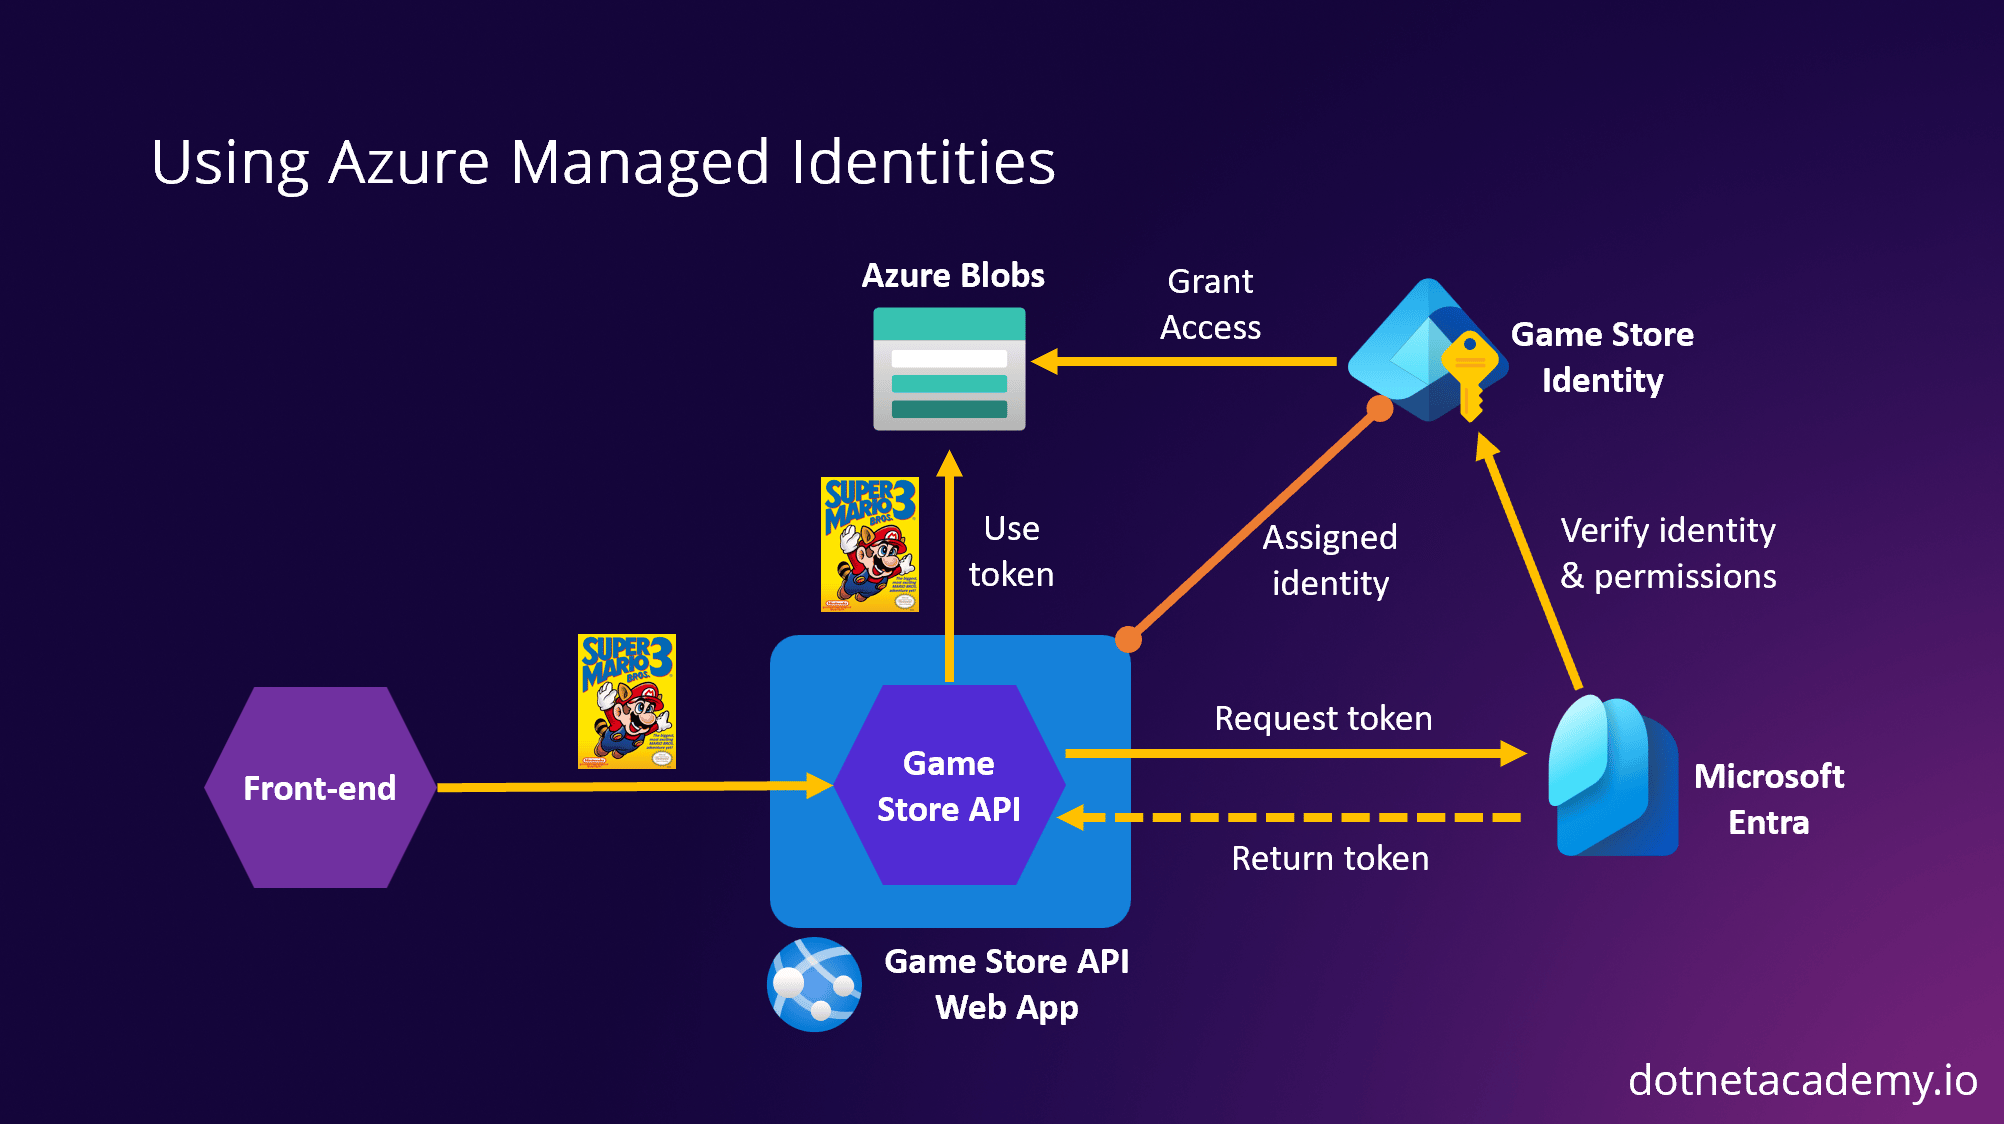 Using Azure Managed Identities
Azure Blobs
Grant
Access
Game Store
Identity
SUPER
MARIO
BROS.
3
Use
token
Assigned
identity
Verify identity
& permissions
SUPER
MARIO
BROS.
3
Front-end
Game
Store API
Request token
Return token
Microsoft
Entra
Game Store API
Web App
dotnetacademy.io